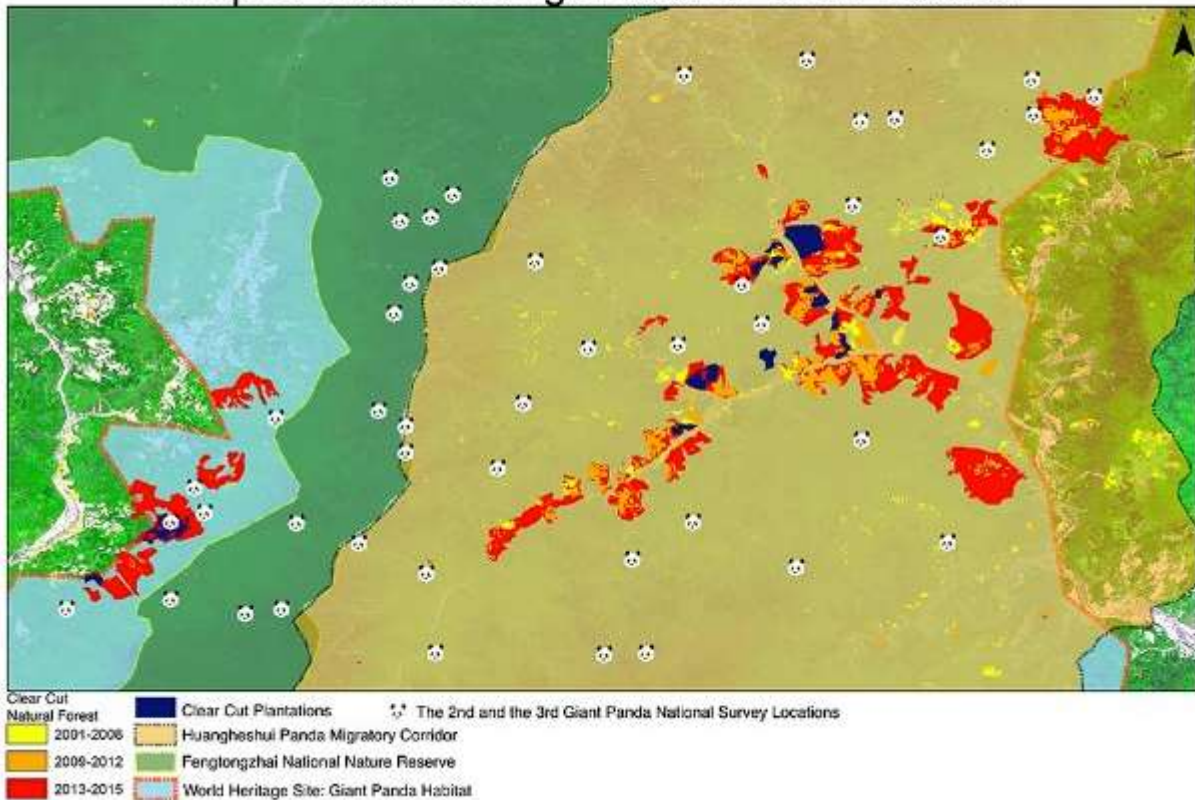 Clear Cut
Natural Forest
2001-2008
2009-2012
2013-2015
Clear Cut Plantations
Huangheshui Panda Migratory Corridor
Fengtongzhai National Nature Reserve
World Heritage Site: Giant Panda Habitat
The 2nd and the 3rd Giant Panda National Survey Locations